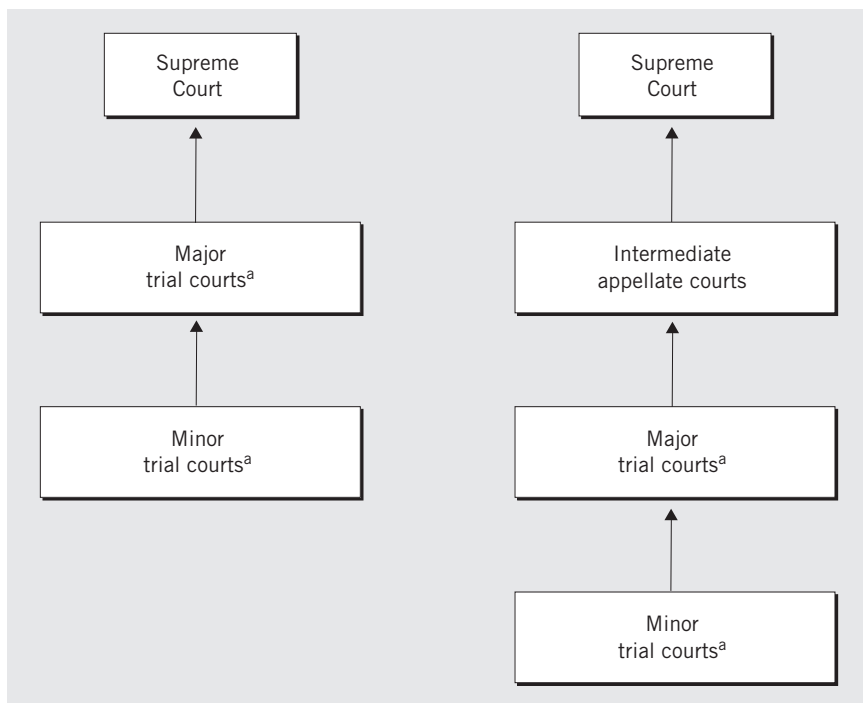 Supreme
Court
Major
trial courtsᵃ
Minor
trial courtsᵃ
Supreme
Court
Intermediate
appellate courts
Major
trial courtsᵃ
Minor
trial courtsᵃ